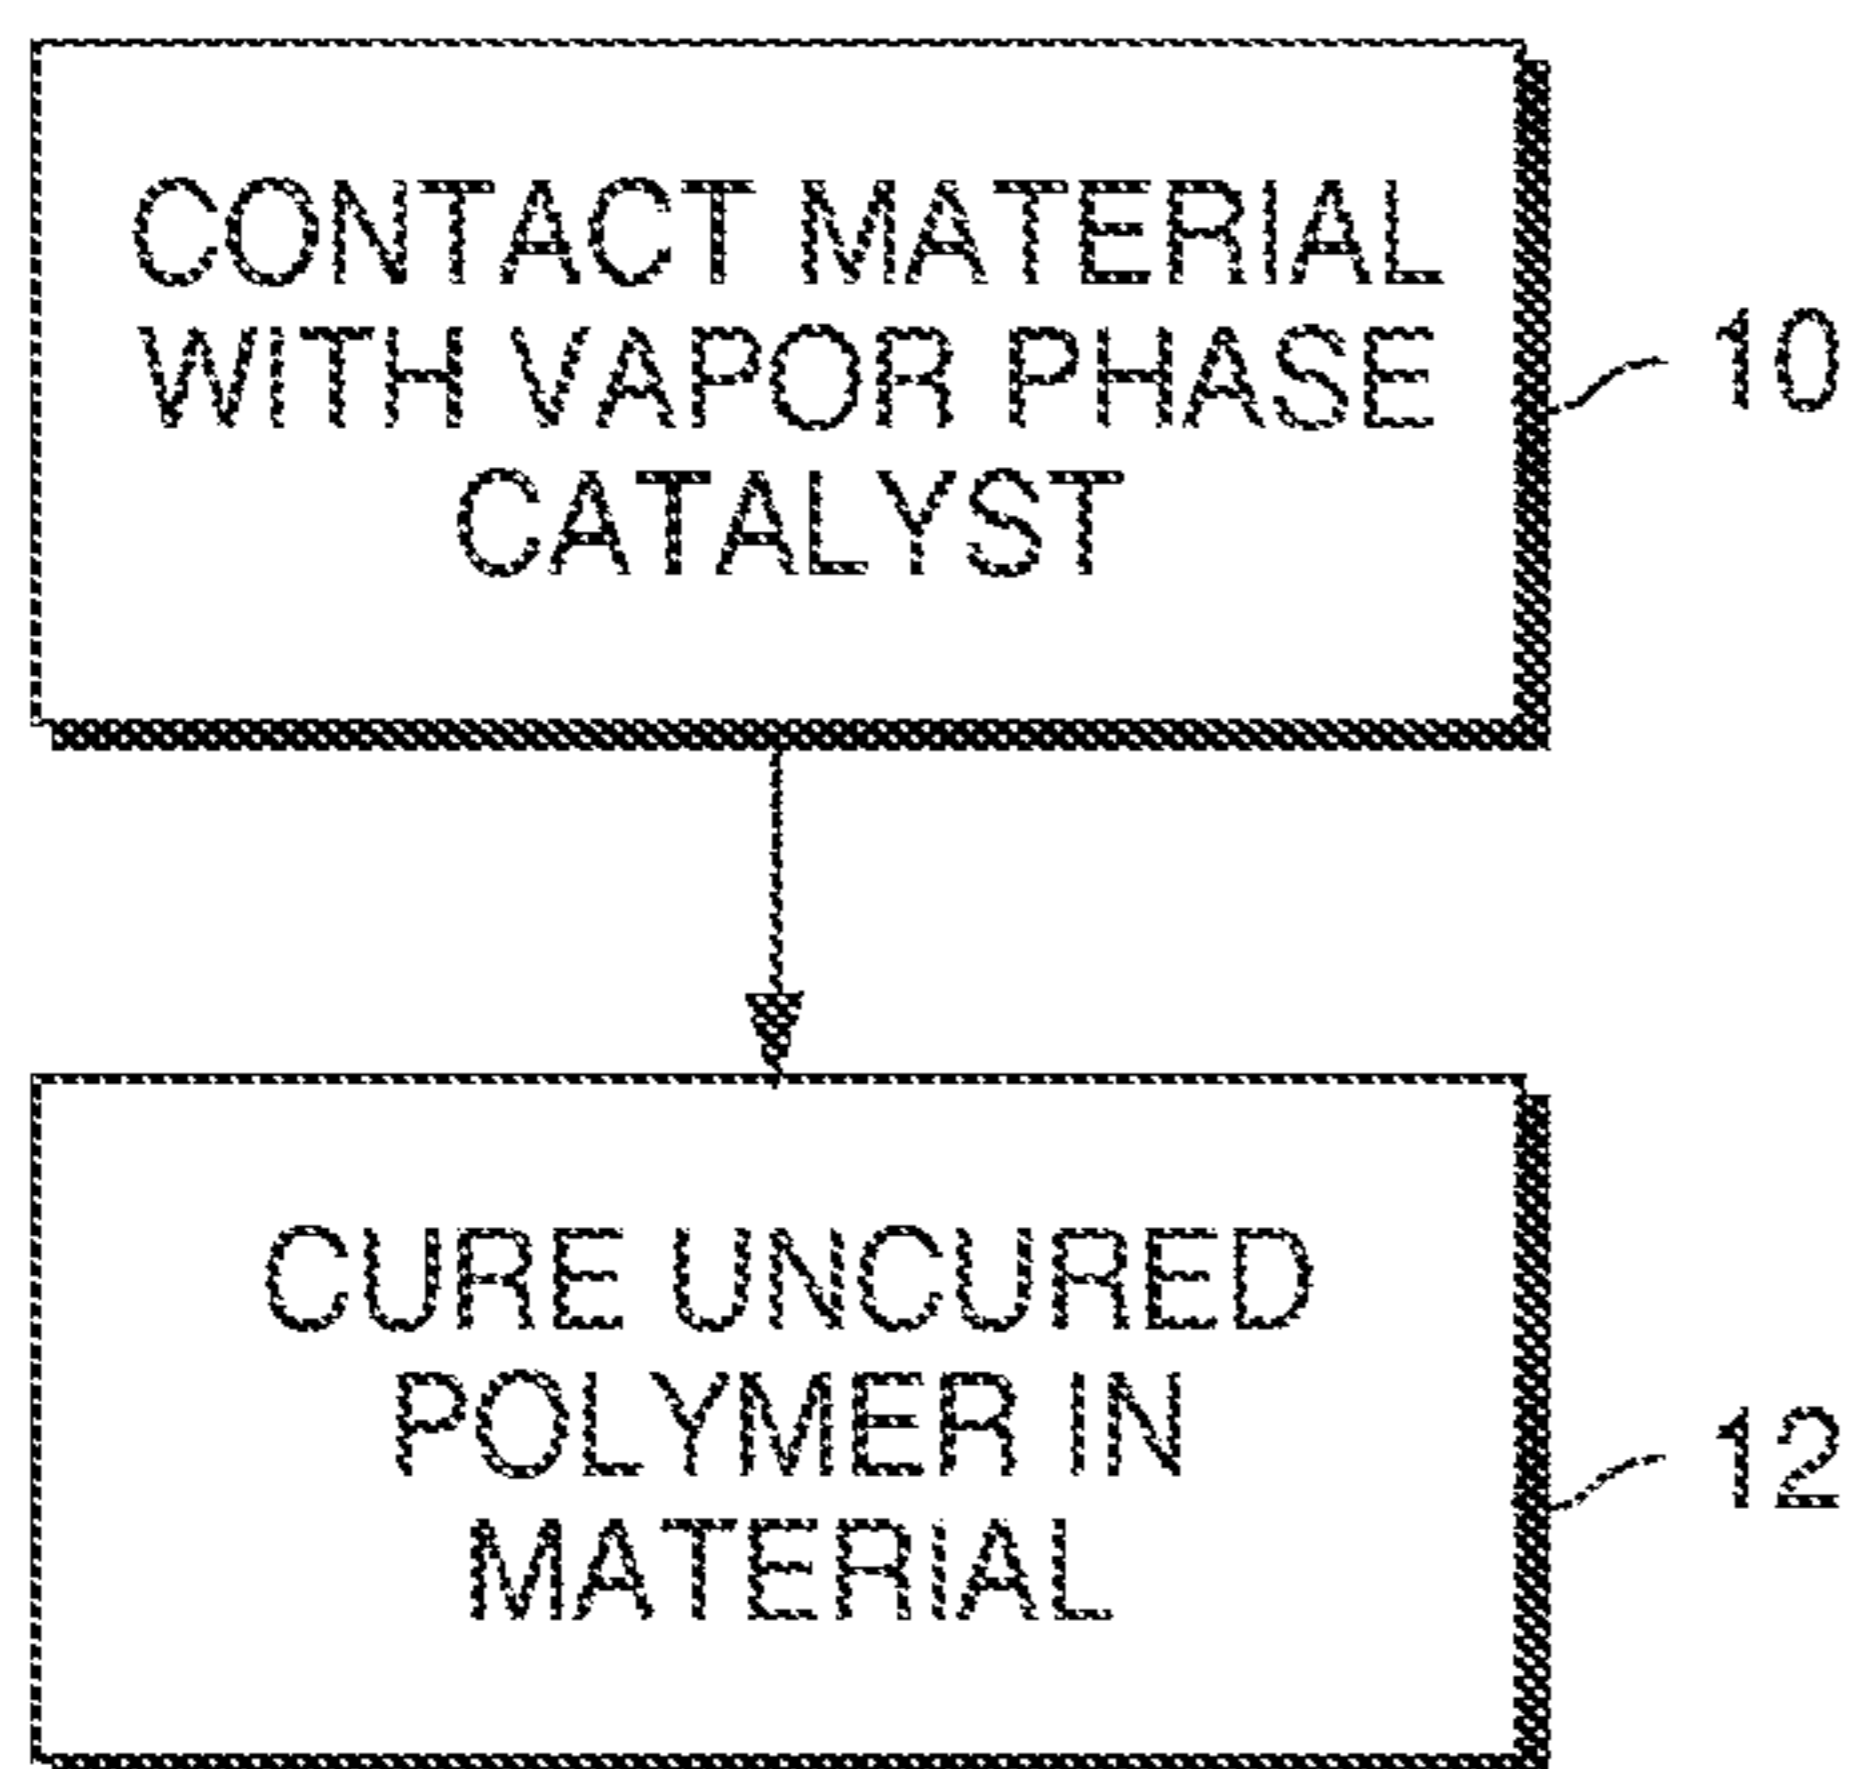 CONTACT MATERIAL
WITH VAPOR PHASE
CATALYST
10
CURE UNCURED
POLYMER IN
MATERIAL
12